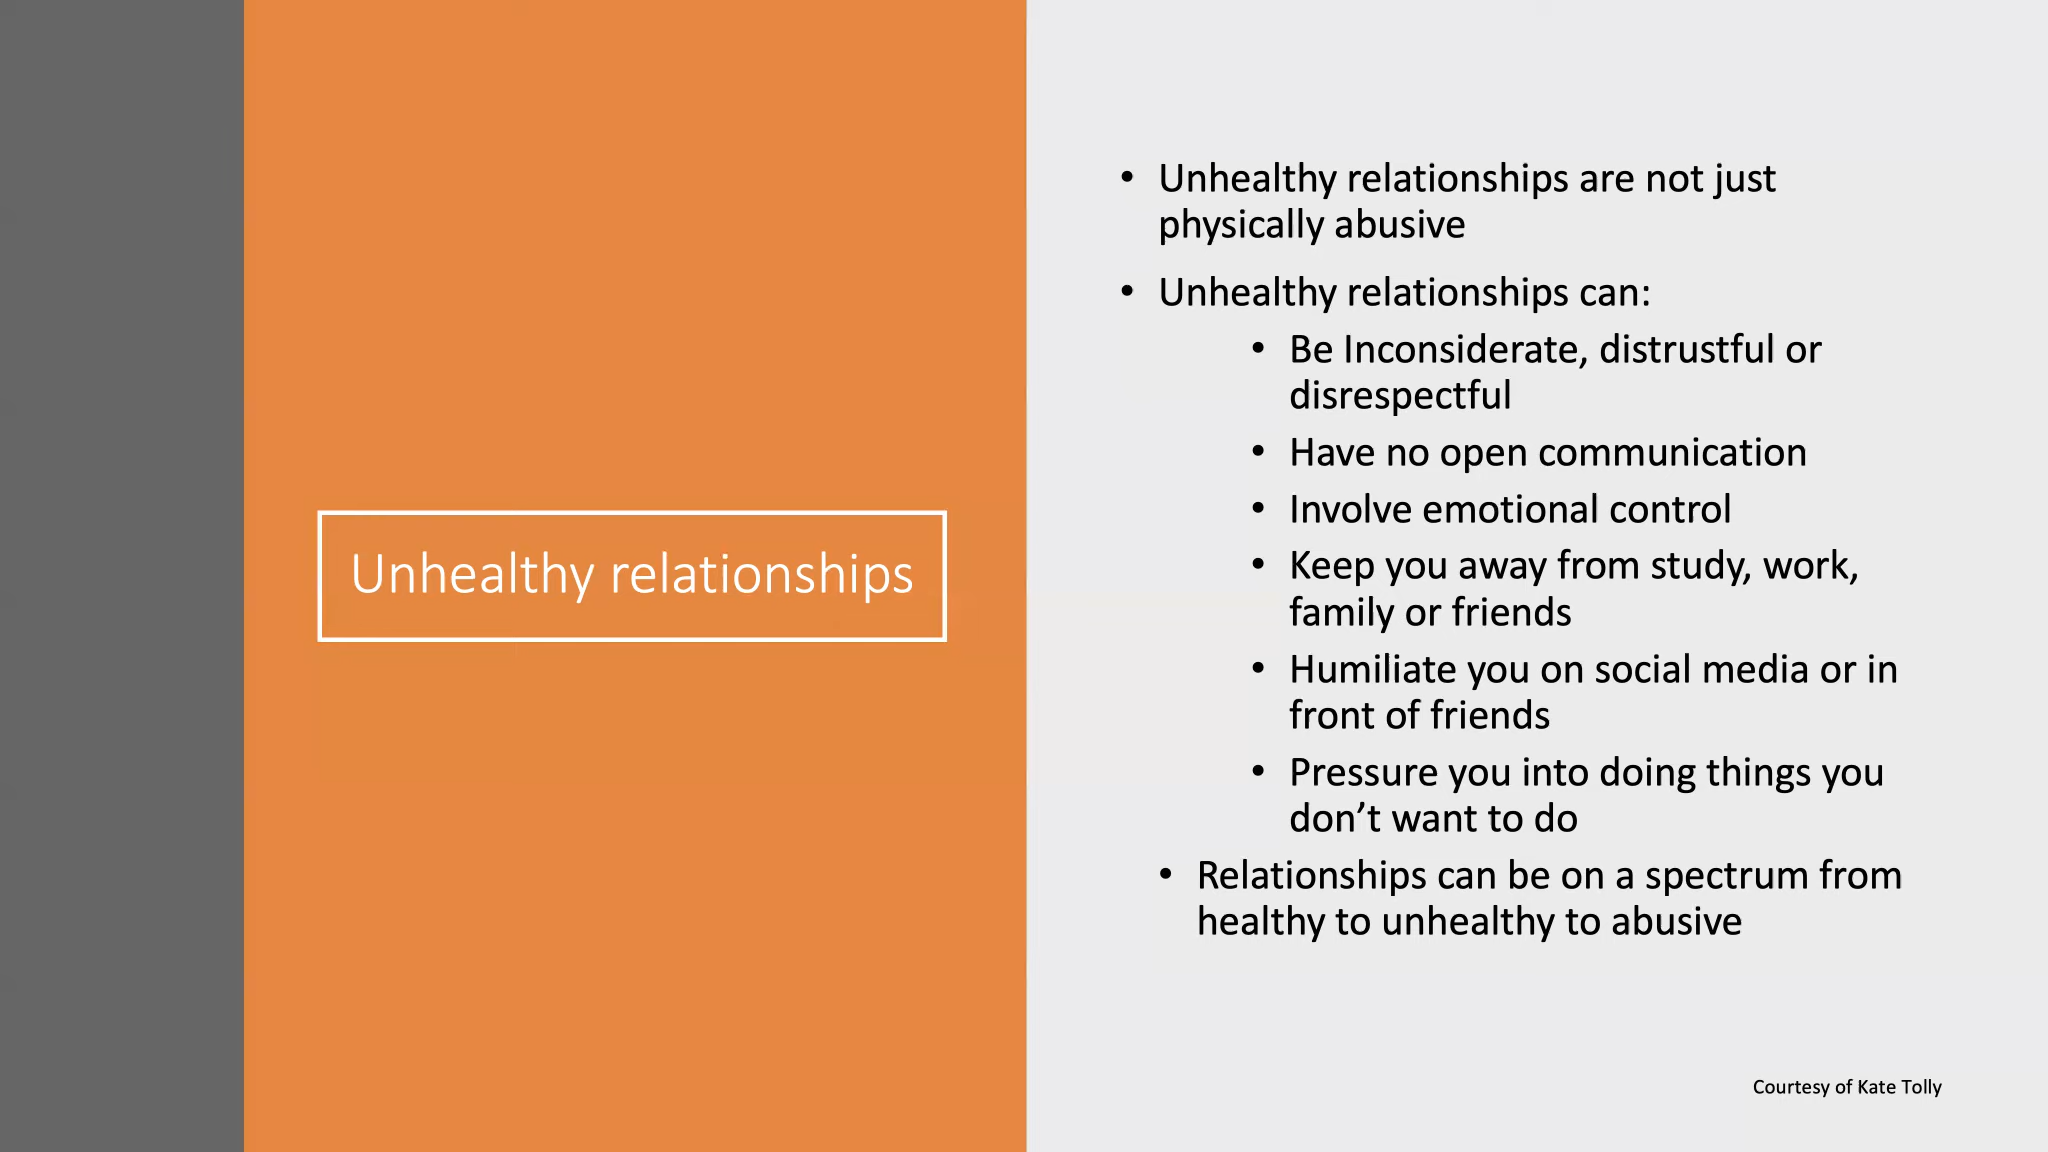 Unhealthy relationships
• Unhealthy relationships are not just
physically abusive
• Unhealthy relationships can:
• Be Inconsiderate, distrustful or
disrespectful
• Have no open communication
• Involve emotional control
• Keep you away from study, work,
family or friends
• Humiliate you on social media or in
front of friends
• Pressure you into doing things you
don’t want to do
• Relationships can be on a spectrum from
healthy to unhealthy to abusive
Courtesy of Kate Tolly